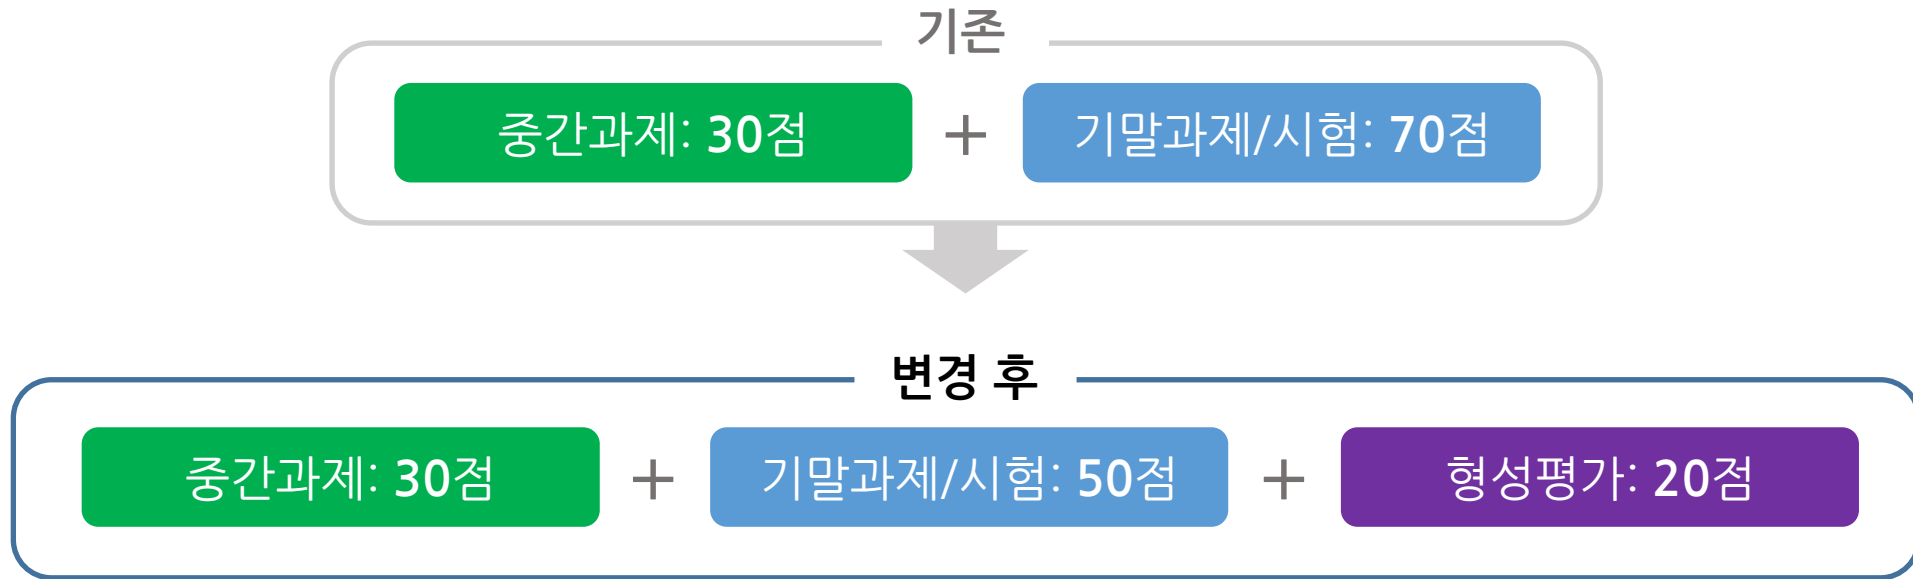 기존
중간과제: 30점 + 기말과제/시험: 70점
변경 후
중간과제: 30점 + 기말과제/시험: 50점 + 형성평가: 20점